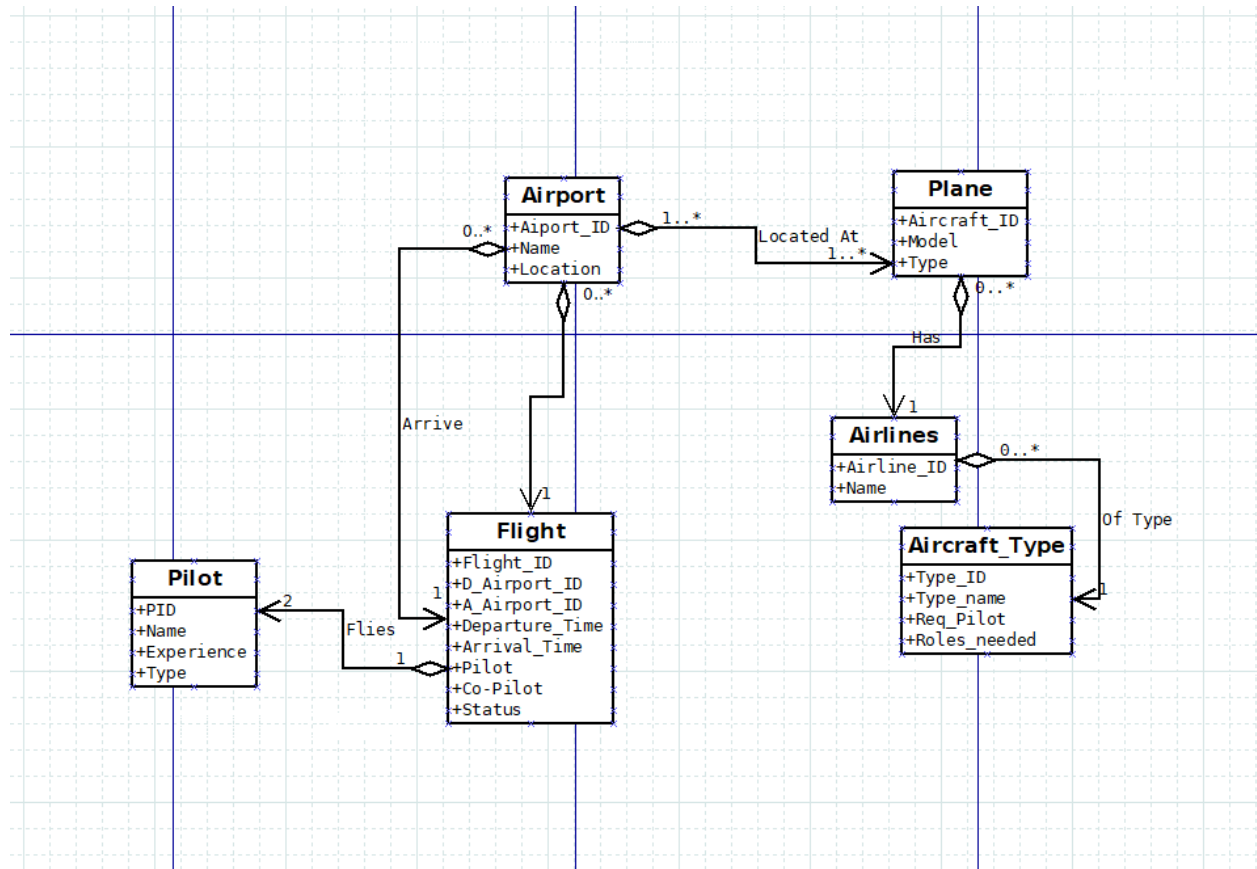 Airport
+Aiport_ID
+Name
+Location
0..*
1..*
0..*
Located At
1..*
Plane
+Aircraft_ID
+Model
+Type
0..*
Has
1
Arrive
Airlines
+Airline_ID
+Name
0..*
Of Type
1
Aircraft_Type
+Type_ID
+Type_name
+Req_Pilot
+Roles_needed
1
1
Flight
+Flight_ID
+D_Airport_ID
+A_Airport_ID
+Departure_Time
+Arrival_Time
+Pilot
+Co-Pilot
+Status
Pilot
+PID
+Name
+Experience
+Type
2
Flies
1